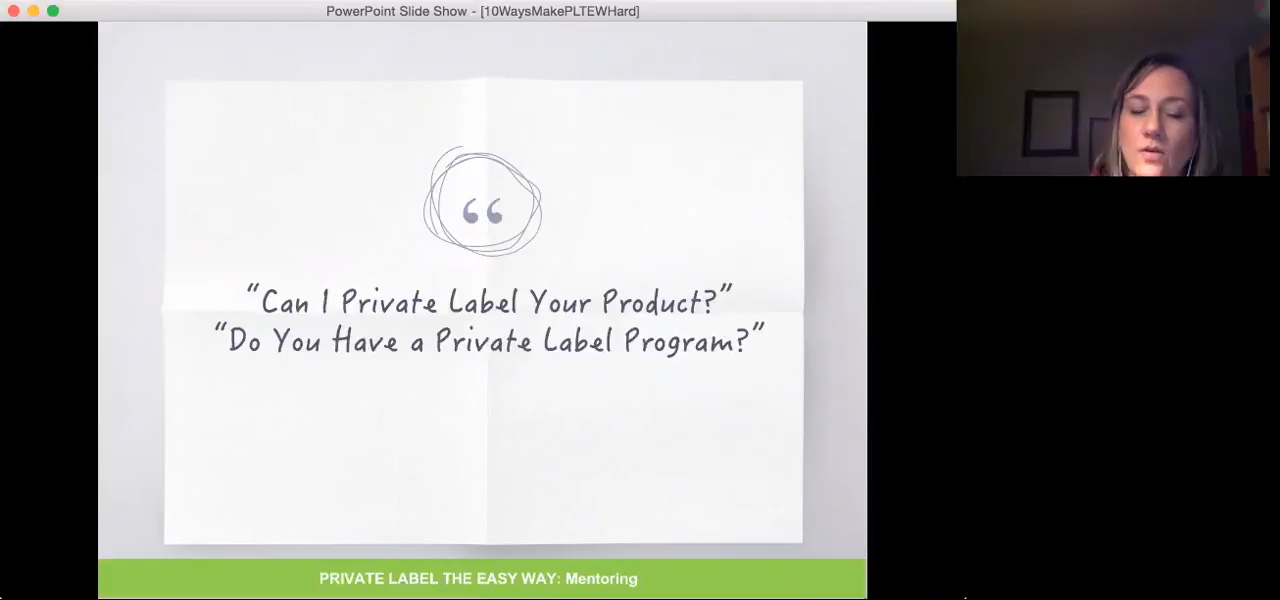 PowerPoint Slide Show - [10WaysMakePLTEWHard]
“
“Can I Private Label Your Product?”
“Do You Have a Private Label Program?”
PRIVATE LABEL THE EASY WAY: Mentoring